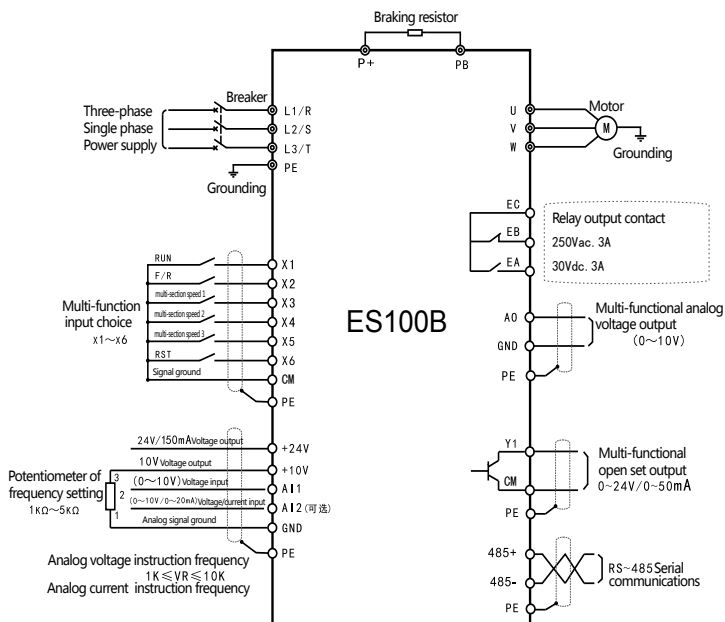 Braking resistor
P+
PB
Breaker
Three-phase
Single phase
Power supply
L1/R
L2/S
L3/T
PE
Grounding
U
V
W
Motor
M
Grounding
EC
EB
EA
Relay output contact
250Vac. 3A
30Vdc. 3A
RUN
F/R
multi-section speed 1
multi-section speed 2
multi-section speed 3
RST
Signal ground
X1
X2
X3
X4
X5
X6
CM
PE
Multi-function
input choice
x1～x6
ES100B
AO
GND
PE
Multi-functional analog
voltage output
(0～10V)
24V/150mA Voltage output
10V Voltage output
(0～10V) Voltage input
(0～10V/0～20mA) Voltage/current input
Analog signal ground
+24V
+10V
AI1
AI2 (可选)
GND
PE
3
2
1
Potentiometer of
frequency setting
1KΩ～5KΩ
Analog voltage instruction frequency
1K≤VR≤10K
Analog current instruction frequency
Y1
CM
PE
Multi-functional
open set output
0~24V/0~50mA
485+
485-
PE
RS~485 Serial
communications